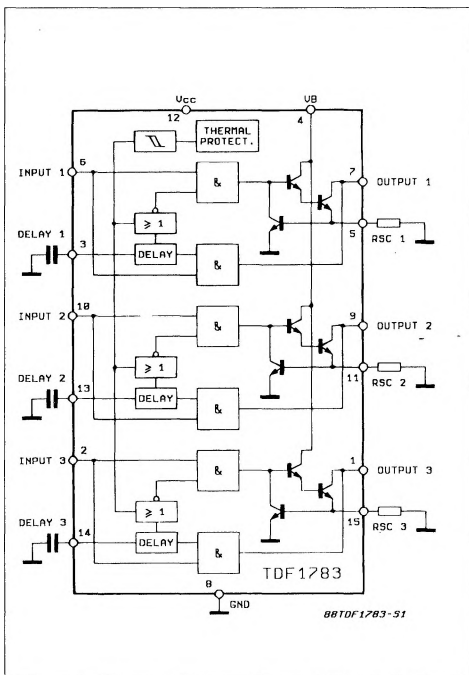 Vcc VB
12 4
THERMAL
PROTECT.
INPUT 1 6 & 7 OUTPUT 1
≥ 1 5 RSC 1
DELAY 1 3 DELAY &
INPUT 2 10 & 9 OUTPUT 2
≥ 1 11 RSC 2
DELAY 2 13 DELAY &
INPUT 3 2 & 1 OUTPUT 3
≥ 1 15 RSC 3
DELAY 3 14 DELAY &
TDF1783
8
GND
88TDF1783-S1